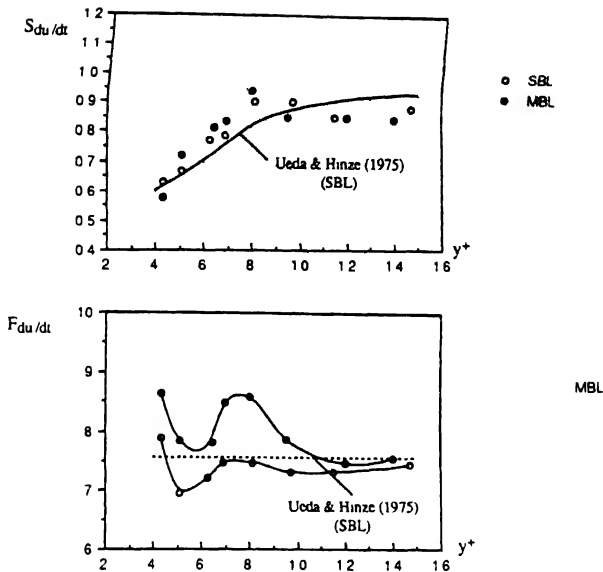 S du/dt
1 2
1 1
1 0
0.9
0.8
0.7
0.6
0 5
0 4
2 4 6 8 10 12 14 16
y+
Ueda & Hinze (1975)
(SBL)
SBL
MBL
F du/dt
10
9
8
7
6
2 4 6 8 10 12 14 16
y+
Ueda & Hinze (1975)
(SBL)
MBL